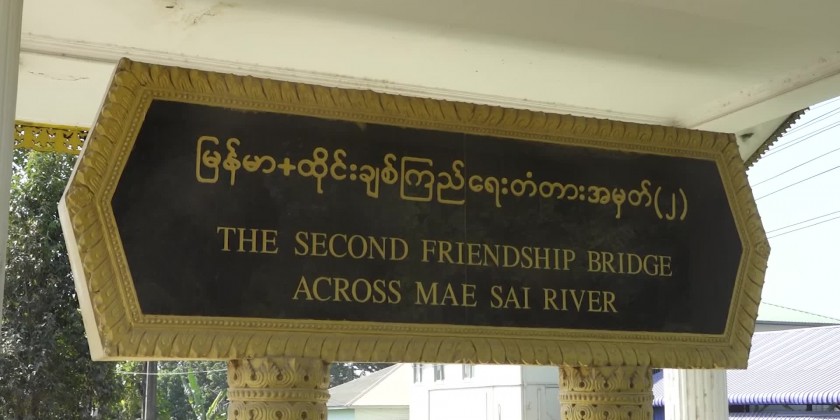 မြန်မာ+ထိုင်းချစ်ကြည်ရေးတံတားအမှတ်(၂)
THE SECOND FRIENDSHIP BRIDGE
ACROSS MAE SAI RIVER